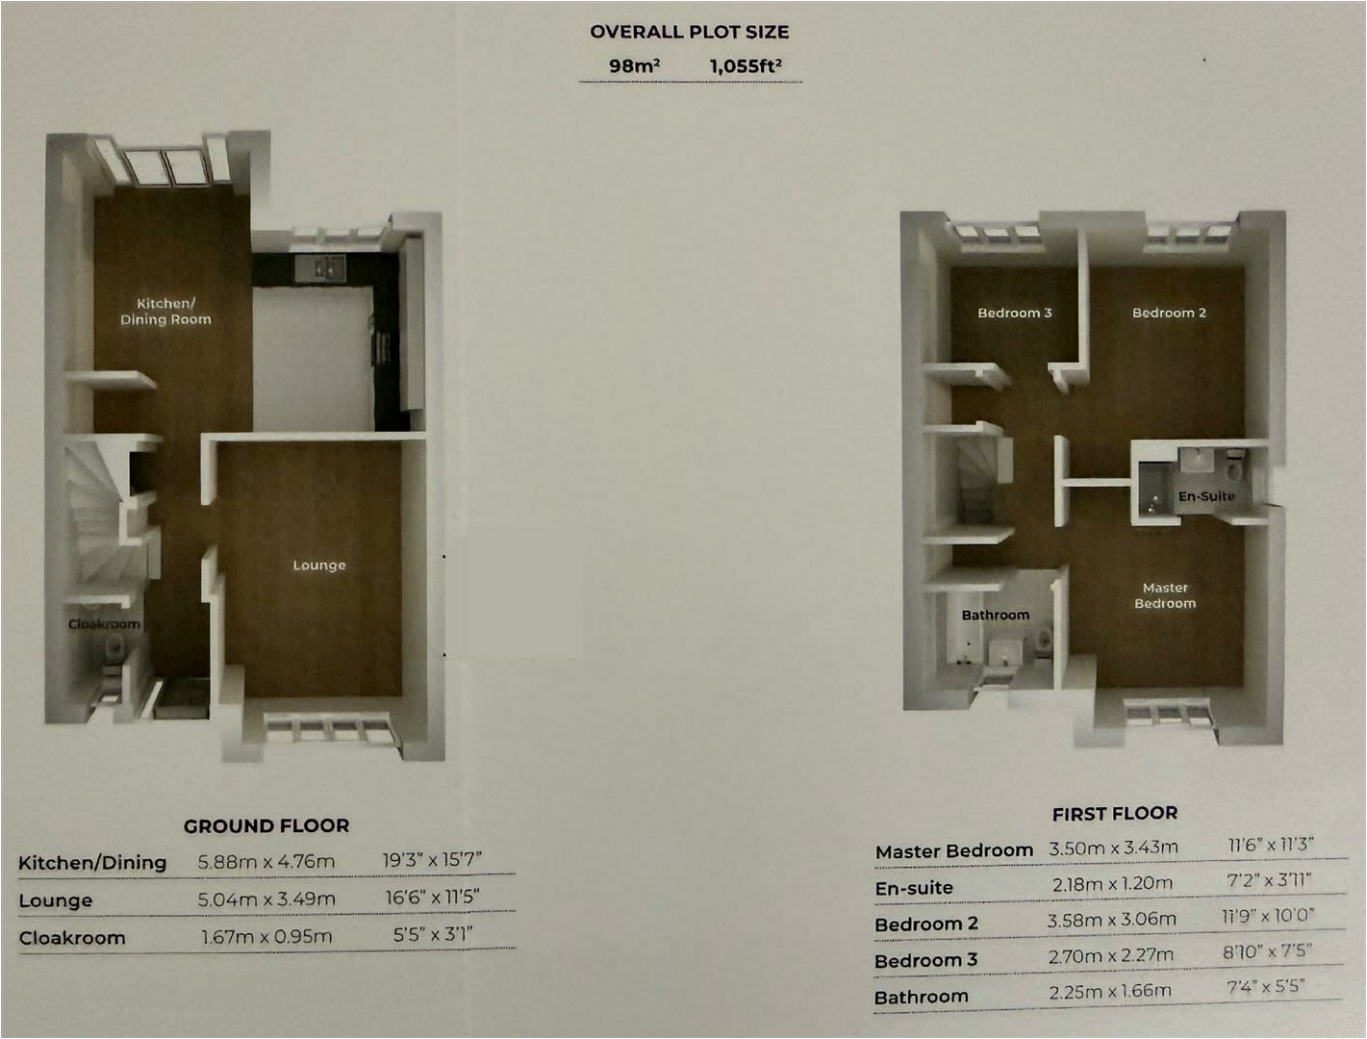 OVERALL PLOT SIZE
98m² 1,055ft²
Kitchen/
Dining Room
Lounge
Cloakroom
Bedroom 3
Bedroom 2
En-Suite
Master
Bedroom
Bathroom
GROUND FLOOR
Kitchen/Dining 5.88m x 4.76m 19'3" x 15'7"
Lounge 5.04m x 3.49m 16'6" x 11'5"
Cloakroom 1.67m x 0.95m 5'5" x 3'1"
FIRST FLOOR
Master Bedroom 3.50m x 3.43m 11'6" x 11'3"
En-suite 2.18m x 1.20m 7'2" x 3'11"
Bedroom 2 3.58m x 3.06m 11'9" x 10'0"
Bedroom 3 2.70m x 2.27m 8'10" x 7'5"
Bathroom 2.25m x 1.66m 7'4" x 5'5"